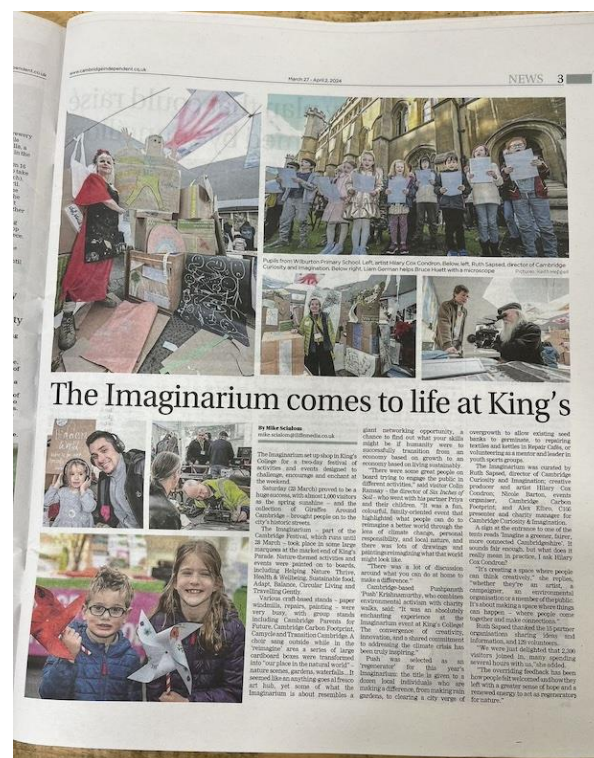 www.cambridgeindependent.co.uk
March 27 - April 2, 2024
NEWS 3
Pupils from Wilburton Primary School. Left, artist Hilary Cox Condron. Below, left, Ruth Sapsed, director of Cambridge
Curiosity and Imagination. Below right, Liam German helps Bruce Huett with a microscope
The Imaginarium comes to life at King's
By Mike Scialom
mike.scialom@iliffemedia.co.uk
The Imaginarium set up shop in King's
College for a two-day festival of
activities and events designed to
challenge, encourage and enchant at
the weekend.
Saturday (23 March) proved to be a
huge success, with almost 1,000 visitors
as the spring sunshine – and the
collection of Giraffes Around
Cambridge – brought people on to the
city's historic streets.
The Imaginarium – part of the
Cambridge Festival, which runs until
28 March – took place in some large
marquees at the main end of King's
Parade. Nature-themed activities and
events were painted on to boards,
including Helping Nature Thrive,
Health & Wellbeing, Sustainable food,
Adapt, Balance, Circular Living and
Travelling Gently.
Various craft-based stands – paper
windmills, repairs, painting – were
very busy, with group stands
including Cambridge Parents for
Future, Cambridge Carbon Footprint,
Camcycle and Transition Cambridge. A
choir sang outside while in the
'reimagine' area a series of large
cardboard boxes were transformed
into "our place in the natural world" –
nature scenes, gardens, waterfalls... It
seemed like an anything-goes al fresco
art hub, yet some of what the
Imaginarium is about resembles a
giant networking opportunity, a
chance to find out what your skills
might be if humanity were to
successfully transition from an
economy based on growth to an
economy based on living sustainably.
"There were some great people on
board trying to engage the public in
different activities," said visitor Colin
Ramsay – the director of Six Inches of
Soil – who went with his partner Priya
and their children. "It was a fun,
colourful, family-oriented event that
highlighted what people can do to
imagine a better world through the
lens of climate change, personal
responsibility, and local nature, and
there was lots of drawings and
paintings reimagining what that world
might look like.
"There was a lot of discussion
around what you can do at home to
make a difference."
Cambridge-based Pushpanath
'Push' Krishnamurthy, who combines
environmental activism with charity
walks, said: "It was an absolutely
enchanting experience at the
Imaginarium event at King's College!
The convergence of creativity,
innovation, and a shared commitment
to addressing the climate crisis has
been truly inspiring."
Push was selected as a
'regenerator' for this year's
Imaginarium: the title is given to a
dozen local individuals who are
making a difference, from making rain
gardens, to clearing a city verge of
overgrowth to allow existing seed
banks to germinate, to repairing
textiles and kettles in Repair Cafés, or
volunteering as a mentor and leader in
youth sports groups.
The Imaginarium was curated by
Ruth Sapsed, director of Cambridge
Curiosity and Imagination; creative
producer and artist Hilary Cox
Condron; Nicole Barton, events
organiser, Cambridge Carbon
Footprint; and Alex Elbro, C105
presenter and charity manager for
Cambridge Curiosity & Imagination.
A sign at the entrance to one of the
tents reads 'Imagine a greener, fairer,
more connected Cambridgeshire'. It
sounds fair enough, but what does it
really mean in practice, I ask Hilary
Cox Condron?
"It's creating a space where people
can think creatively," she replies,
"whether they're an artist, a
campaigner, an environmental
organisation or a member of the public.
It's about making a space where things
can happen – where people come
together and make connections."
Ruth Sapsed thanked the 15 partner
organisations sharing ideas and
information, and 125 volunteers.
"We were just delighted that 2,300
visitors joined in, many spending
several hours with us," she added.
"The overriding feedback has been
how people felt welcomed and how they
left with a greater sense of hope and a
renewed energy to act as regenerators
for nature."